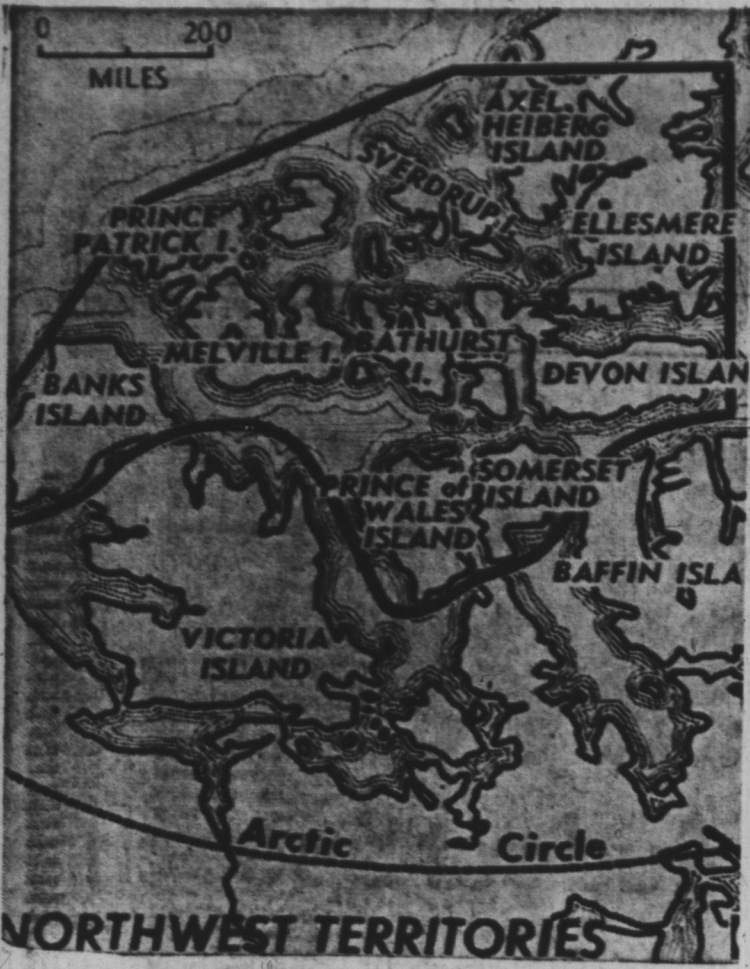 0 200
MILES
AXEL
HEIBERG
ISLAND
SVERDRUP I.
PRINCE
PATRICK I.
ELLESMERE
ISLAND
MELVILLE I.
BATHURST
I.
BANKS
ISLAND
DEVON ISLAN
PRINCE of
WALES
ISLAND
SOMERSET
ISLAND
BAFFIN ISLA
VICTORIA
ISLAND
Arctic Circle
NORTHWEST TERRITORIES